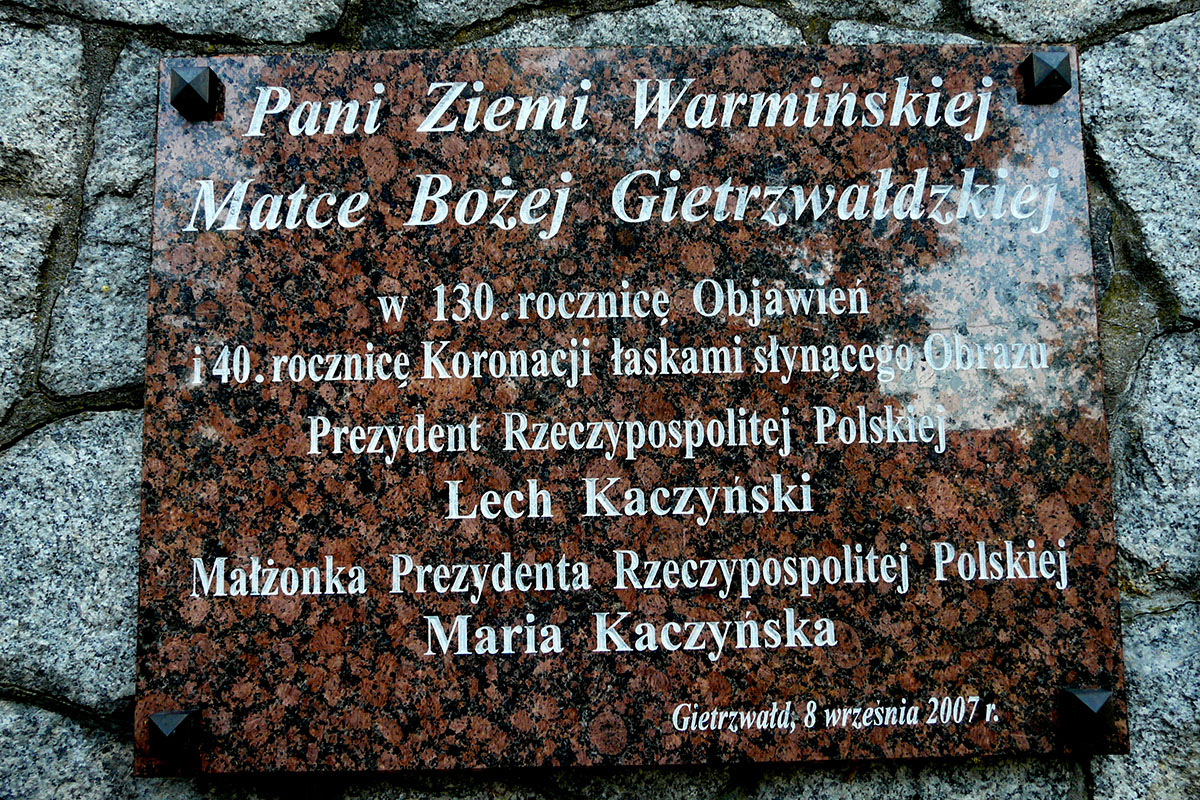 Pani Ziemi Warmińskiej
Matce Bożej Gietrzwałdzkiej
w 130. rocznicę Objawień
i 40. rocznicę Koronacji łaskami słynącego Obrazu
Prezydent Rzeczypospolitej Polskiej
Lech Kaczyński
Małżonka Prezydenta Rzeczypospolitej Polskiej
Maria Kaczyńska
Gietrzwałd, 8 września 2007 r.